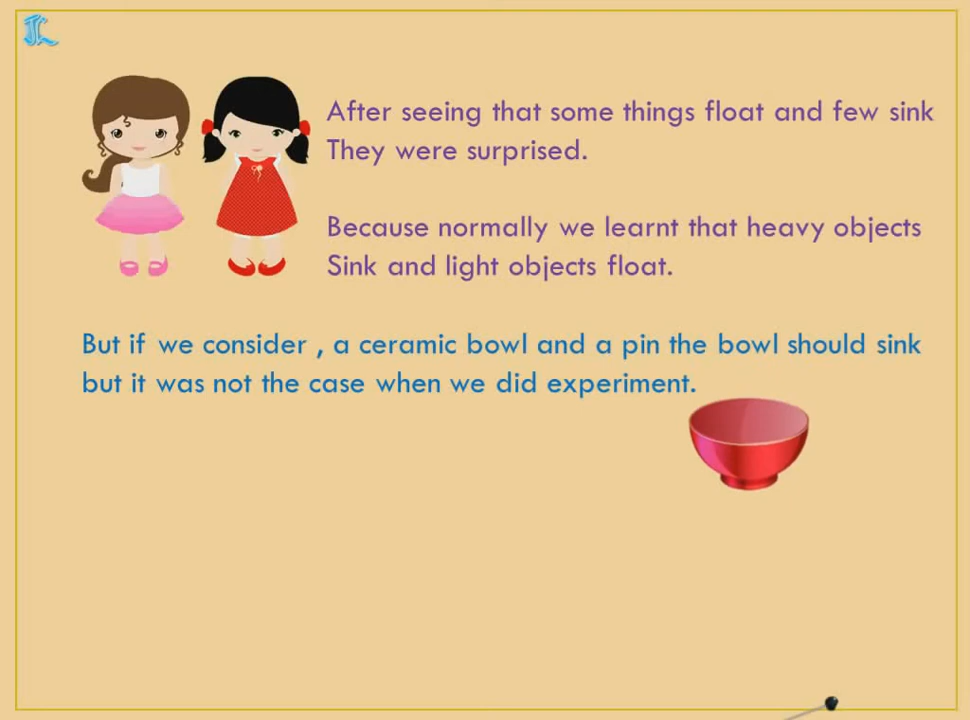 After seeing that some things float and few sink
They were surprised.
Because normally we learnt that heavy objects
Sink and light objects float.
But if we consider , a ceramic bowl and a pin the bowl should sink
but it was not the case when we did experiment.